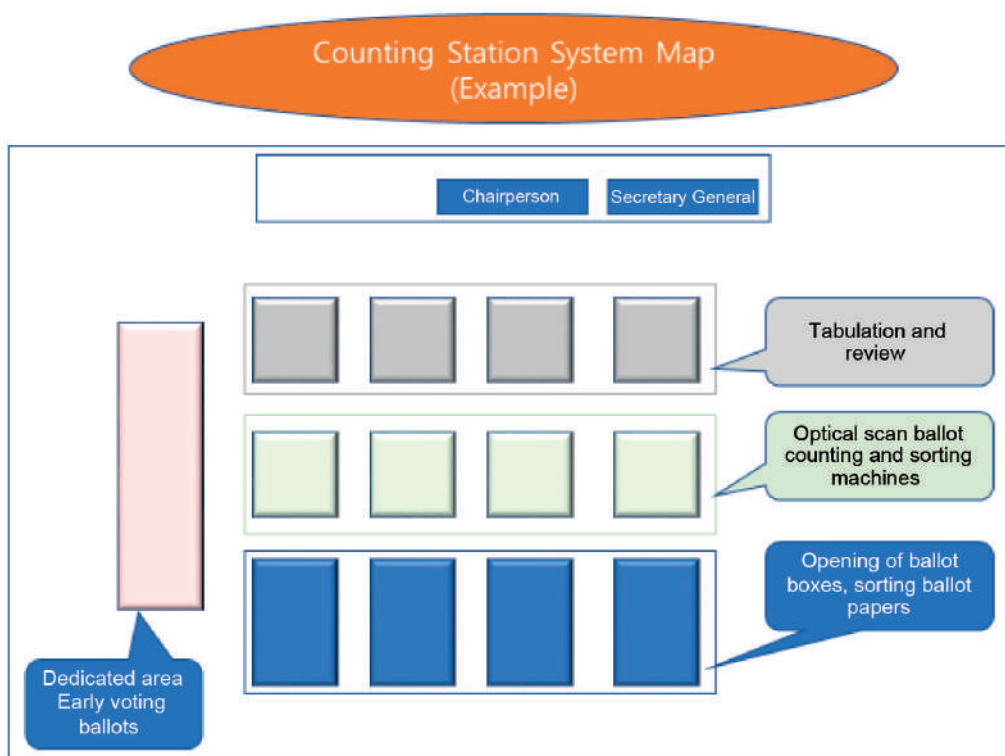 Counting Station System Map
(Example)
Chairperson
Secretary General
Tabulation and
review
Optical scan ballot
counting and sorting
machines
Opening of ballot
boxes, sorting ballot
papers
Dedicated area
Early voting
ballots